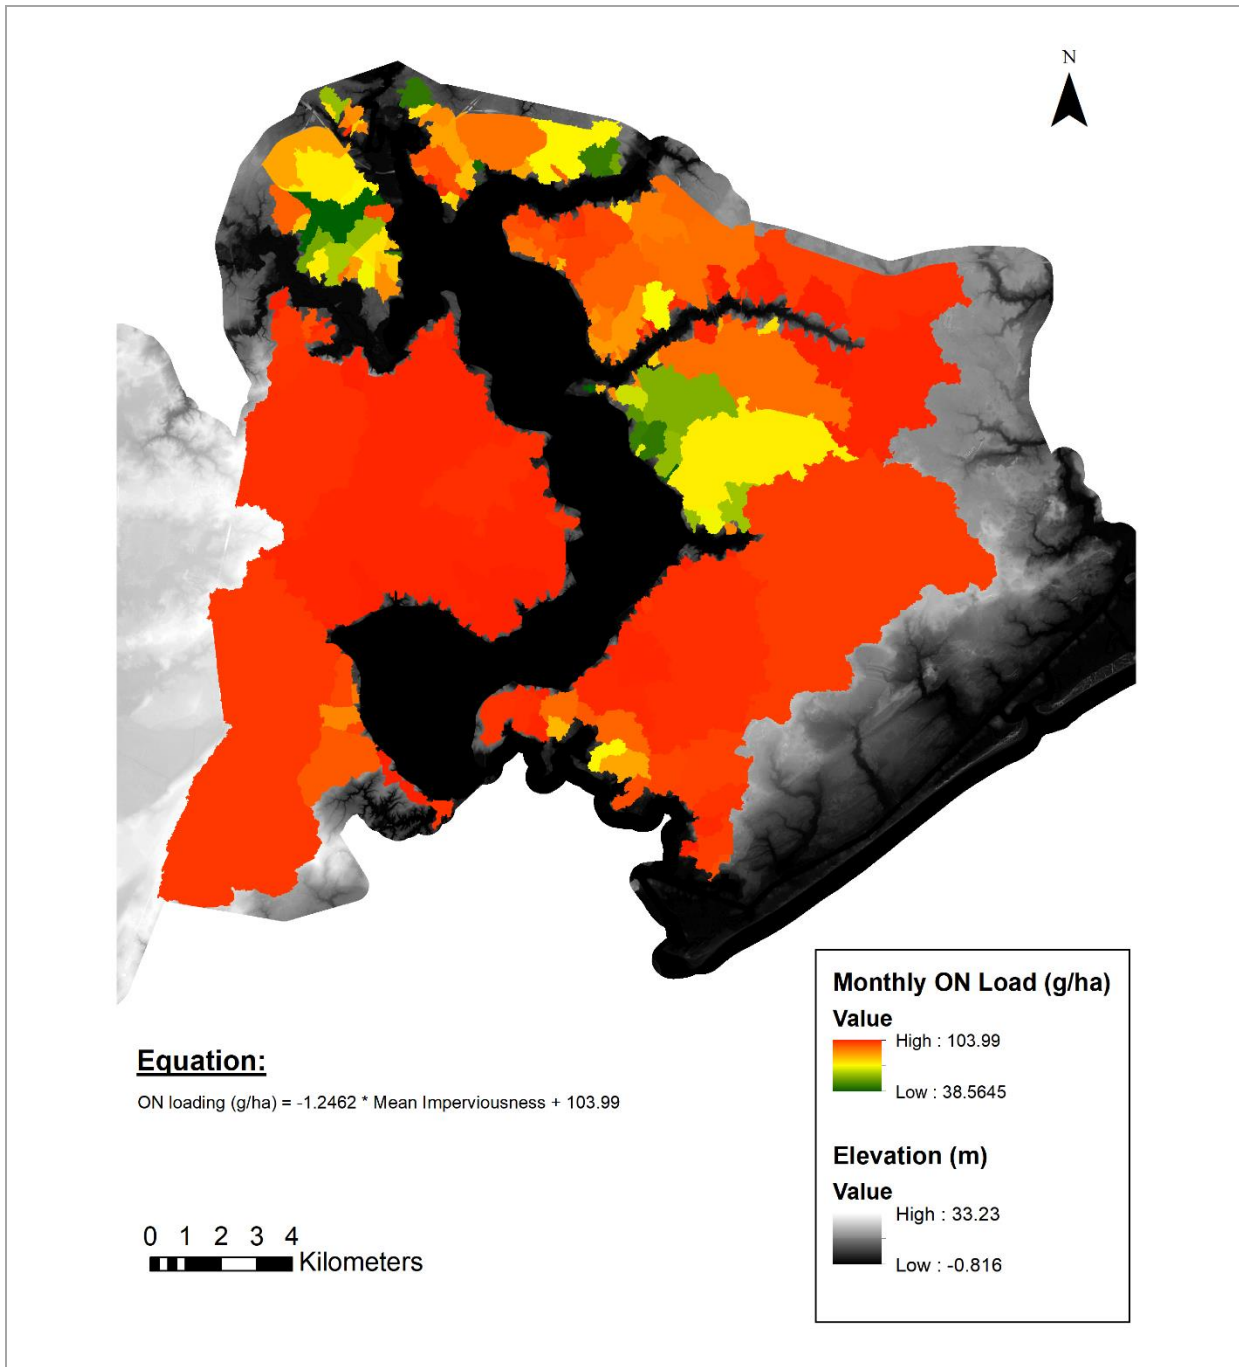 N
Monthly ON Load (g/ha)
Value
High : 103.99
Low : 38.5645
Equation:
ON loading (g/ha) = -1.2462 * Mean Imperviousness + 103.99
Elevation (m)
Value
High : 33.23
Low : -0.816
0 1 2 3 4
Kilometers